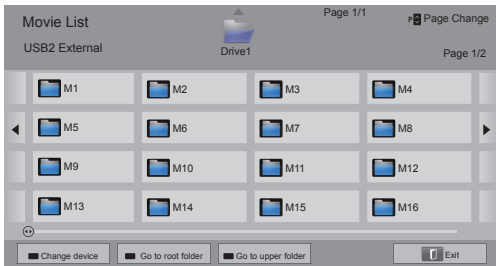 Movie List
Page 1/1
P Page Change
USB2 External
Drive1
Page 1/2
M1 M2 M3 M4
M5 M6 M7 M8
M9 M10 M11 M12
M13 M14 M15 M16
Change device Go to root folder Go to upper folder Exit